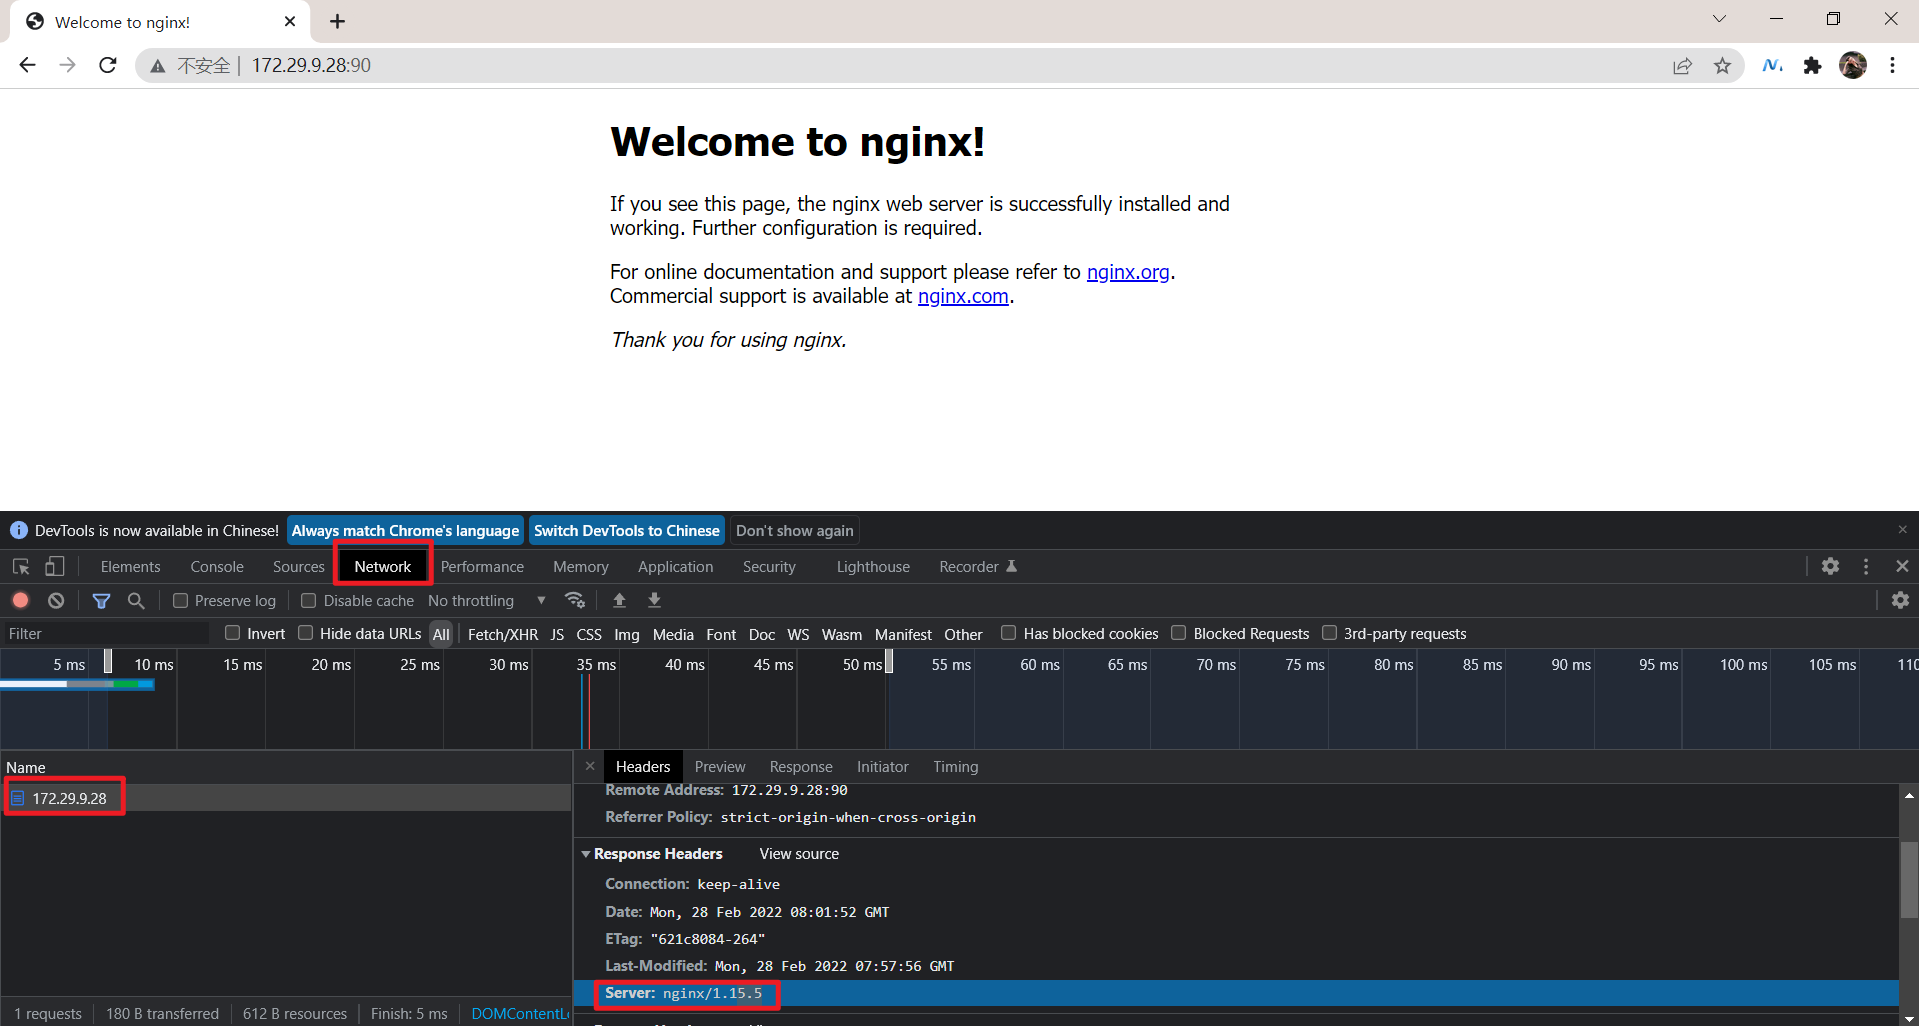 Welcome to nginx!
不安全 | 172.29.9.28:90
Welcome to nginx!
If you see this page, the nginx web server is successfully installed and
working. Further configuration is required.
For online documentation and support please refer to nginx.org.
Commercial support is available at nginx.com.
Thank you for using nginx.
DevTools is now available in Chinese! Always match Chrome's language Switch DevTools to Chinese Don't show again
Elements Console Sources Network Performance Memory Application Security Lighthouse Recorder
Preserve log Disable cache No throttling
Filter Invert Hide data URLs All Fetch/XHR JS CSS Img Media Font Doc WS Wasm Manifest Other Has blocked cookies Blocked Requests 3rd-party requests
5 ms 10 ms 15 ms 20 ms 25 ms 30 ms 35 ms 40 ms 45 ms 50 ms 55 ms 60 ms 65 ms 70 ms 75 ms 80 ms 85 ms 90 ms 95 ms 100 ms 105 ms 110
Name
172.29.9.28
Headers Preview Response Initiator Timing
Remote Address: 172.29.9.28:90
Referrer Policy: strict-origin-when-cross-origin
Response Headers View source
Connection: keep-alive
Date: Mon, 28 Feb 2022 08:01:52 GMT
ETag: "621c8084-264"
Last-Modified: Mon, 28 Feb 2022 07:57:56 GMT
Server: nginx/1.15.5
1 requests 180 B transferred 612 B resources Finish: 5 ms DOMContentLo